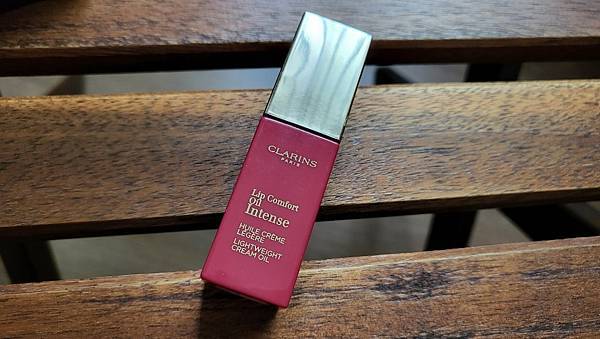 CLARINS
PARIS
Lip Comfort
Oil
Intense
HUILE CRÈME
LÉGÈRE
LIGHTWEIGHT
CREAM OIL